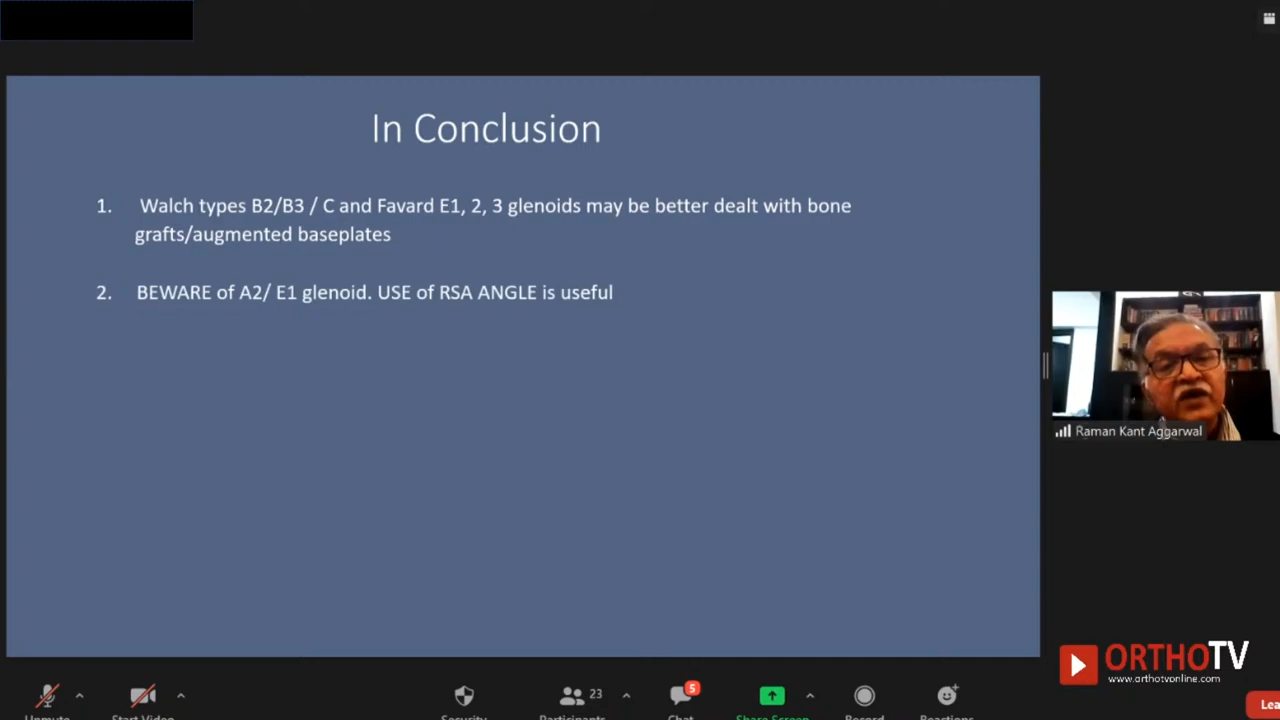 In Conclusion
1. Walch types B2/B3 / C and Favard E1, 2, 3 glenoids may be better dealt with bone
grafts/augmented baseplates
2. BEWARE of A2/ E1 glenoid. USE of RSA ANGLE is useful
Raman Kant Aggarwal
ORTHOTV
www.orthotvonline.com
Unmute
Start Video
Security
23
Participants
5
Chat
Share Screen
Record
Reactions
Lea